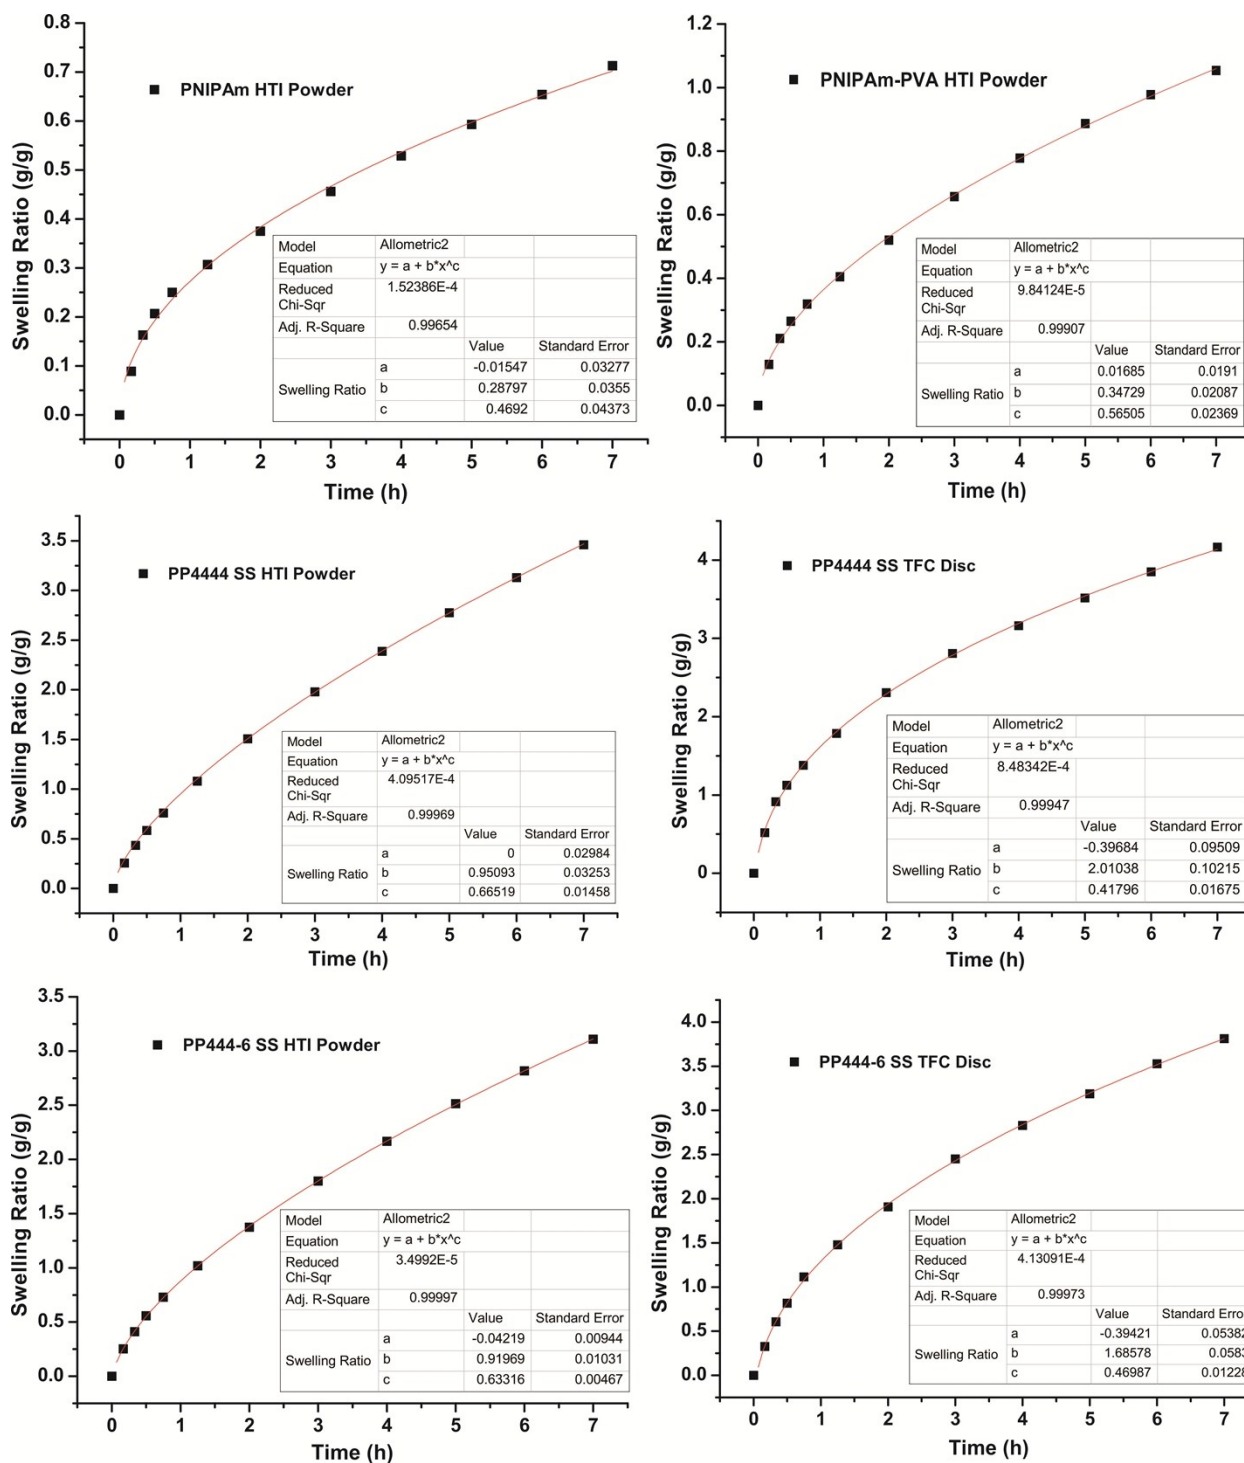 PNIPAm HTI Powder
Swelling Ratio (g/g)
0.8
0.7
0.6
0.5
0.4
0.3
0.2
0.1
0.0
Model Allometric2
Equation y = a + b*x^c
Reduced Chi-Sqr 1.52386E-4
Adj. R-Square 0.99654
Value Standard Error
Swelling Ratio
a -0.01547 0.03277
b 0.28797 0.0355
c 0.4692 0.04373
0 1 2 3 4 5 6 7
Time (h)
PNIPAm-PVA HTI Powder
Swelling Ratio (g/g)
1.2
1.0
0.8
0.6
0.4
0.2
0.0
Model Allometric2
Equation y = a + b*x^c
Reduced Chi-Sqr 9.84124E-5
Adj. R-Square 0.99907
Value Standard Error
Swelling Ratio
a 0.01685 0.0191
b 0.34729 0.02087
c 0.56505 0.02369
0 1 2 3 4 5 6 7
Time (h)
PP4444 SS HTI Powder
Swelling Ratio (g/g)
3.5
3.0
2.5
2.0
1.5
1.0
0.5
0.0
Model Allometric2
Equation y = a + b*x^c
Reduced Chi-Sqr 4.09517E-4
Adj. R-Square 0.99969
Value Standard Error
Swelling Ratio
a 0 0.02984
b 0.95093 0.03253
c 0.66519 0.01458
0 1 2 3 4 5 6 7
Time (h)
PP4444 SS TFC Disc
Swelling Ratio (g/g)
4
3
2
1
0
Model Allometric2
Equation y = a + b*x^c
Reduced Chi-Sqr 8.48342E-4
Adj. R-Square 0.99947
Value Standard Error
Swelling Ratio
a -0.39684 0.09509
b 2.01038 0.10215
c 0.41796 0.01675
0 1 2 3 4 5 6 7
Time (h)
PP444-6 SS HTI Powder
Swelling Ratio (g/g)
3.5
3.0
2.5
2.0
1.5
1.0
0.5
0.0
Model Allometric2
Equation y = a + b*x^c
Reduced Chi-Sqr 3.4992E-5
Adj. R-Square 0.99997
Value Standard Error
Swelling Ratio
a -0.04219 0.00944
b 0.91969 0.01031
c 0.63316 0.00467
0 1 2 3 4 5 6 7
Time (h)
PP444-6 SS TFC Disc
Swelling Ratio (g/g)
4.0
3.5
3.0
2.5
2.0
1.5
1.0
0.5
0.0
Model Allometric2
Equation y = a + b*x^c
Reduced Chi-Sqr 4.13091E-4
Adj. R-Square 0.99973
Value Standard Erro
Swelling Ratio
a -0.39421 0.05382
b 1.68578 0.0583
c 0.46987 0.01228
0 1 2 3 4 5 6 7
Time (h)